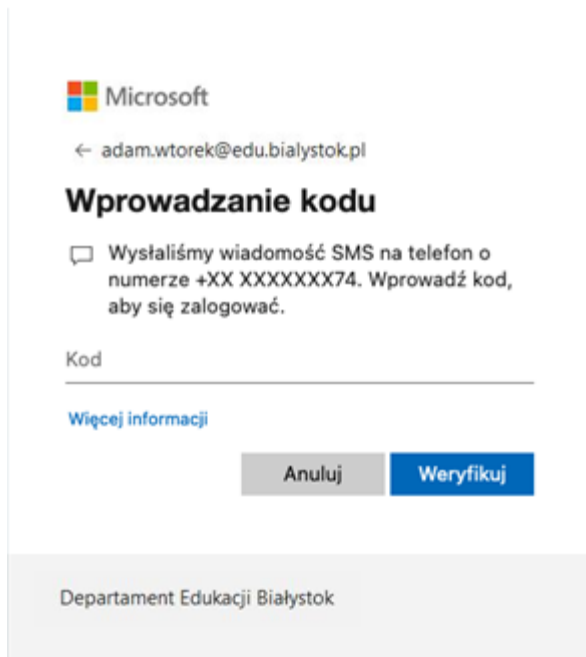 Microsoft
← adam.wtorek@edu.bialystok.pl
Wprowadzanie kodu
Wysłaliśmy wiadomość SMS na telefon o
numerze +XX XXXXXXX74. Wprowadź kod,
aby się zalogować.
Kod
Więcej informacji
Anuluj
Weryfikuj
Departament Edukacji Białystok